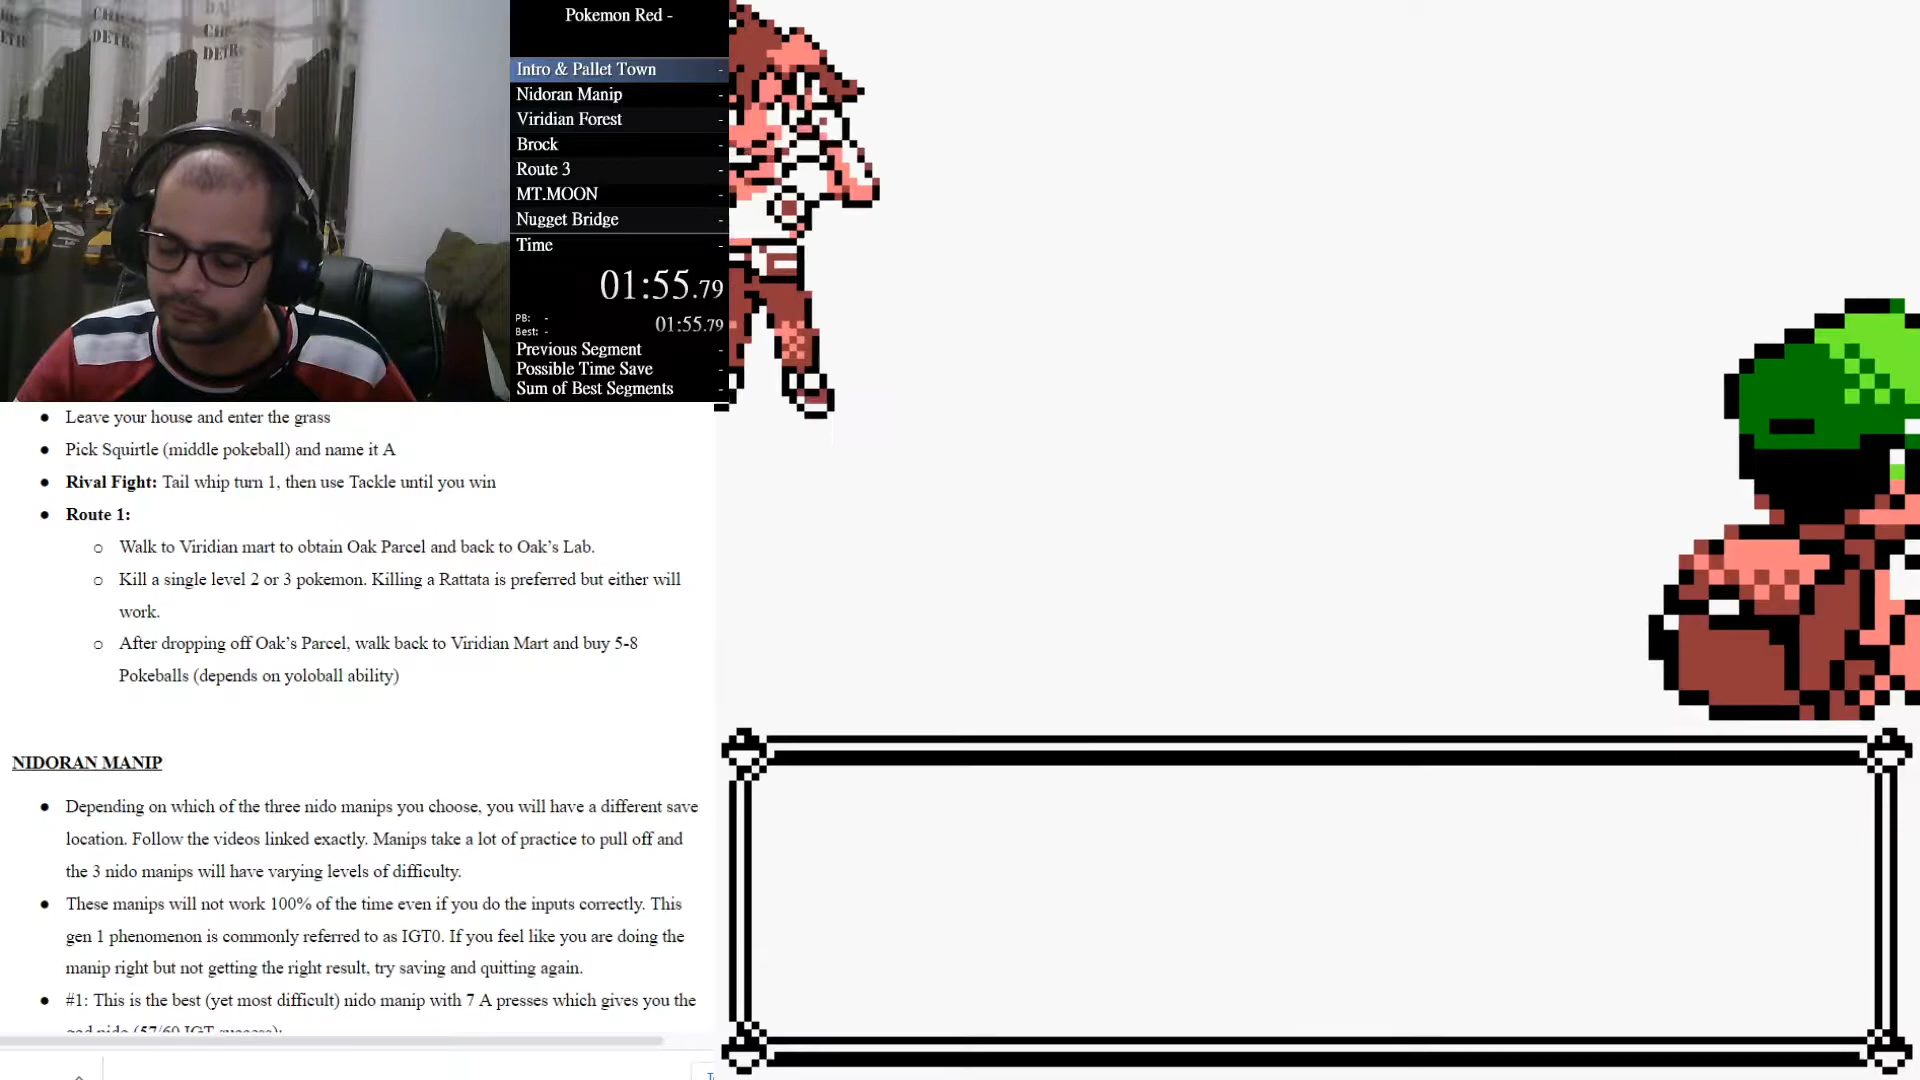 Pokemon Red -
Intro & Pallet Town -
Nidoran Manip -
Viridian Forest -
Brock -
Route 3 -
MT.MOON -
Nugget Bridge -
Time -
01:55.79
PB: -
Best: -
01:55.79
Previous Segment -
Possible Time Save -
Sum of Best Segments -
● Leave your house and enter the grass
● Pick Squirtle (middle pokeball) and name it A
● Rival Fight: Tail whip turn 1, then use Tackle until you win
● Route 1:
○ Walk to Viridian mart to obtain Oak Parcel and back to Oak’s Lab.
○ Kill a single level 2 or 3 pokemon. Killing a Rattata is preferred but either will
work.
○ After dropping off Oak’s Parcel, walk back to Viridian Mart and buy 5-8
Pokeballs (depends on yoloball ability)
NIDORAN MANIP
● Depending on which of the three nido manips you choose, you will have a different save
location. Follow the videos linked exactly. Manips take a lot of practice to pull off and
the 3 nido manips will have varying levels of difficulty.
● These manips will not work 100% of the time even if you do the inputs correctly. This
gen 1 phenomenon is commonly referred to as IGT0. If you feel like you are doing the
manip right but not getting the right result, try saving and quitting again.
● #1: This is the best (yet most difficult) nido manip with 7 A presses which gives you the
god nido (57/60 IGT success):